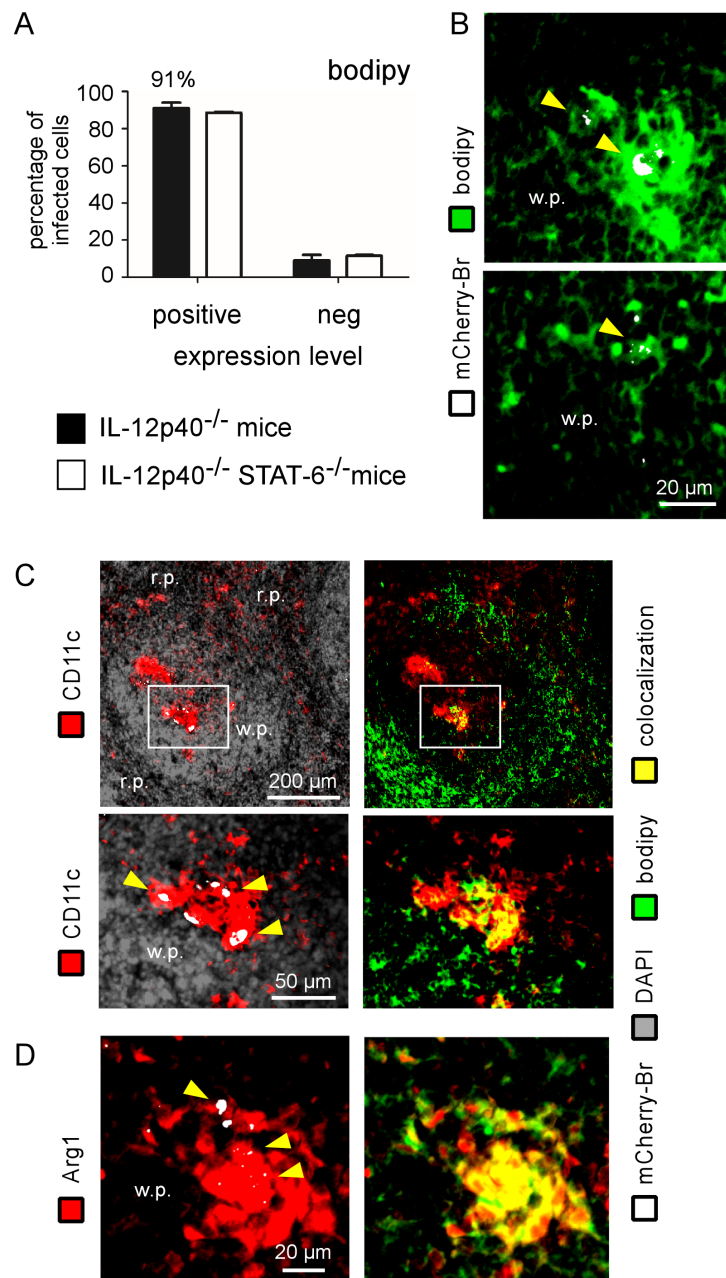 A
bodipy
91%
percentage of
infected cells
100
80
60
40
20
0
positive
neg
expression level
IL-12p40-/- mice
IL-12p40-/- STAT-6-/-mice
B
bodipy
mCherry-Br
w.p.
w.p.
20 µm
C
CD11c
r.p.
r.p.
w.p.
r.p.
200 µm
CD11c
w.p.
50 µm
colocalization
bodipy
DAPI
mCherry-Br
D
Arg1
w.p.
20 µm